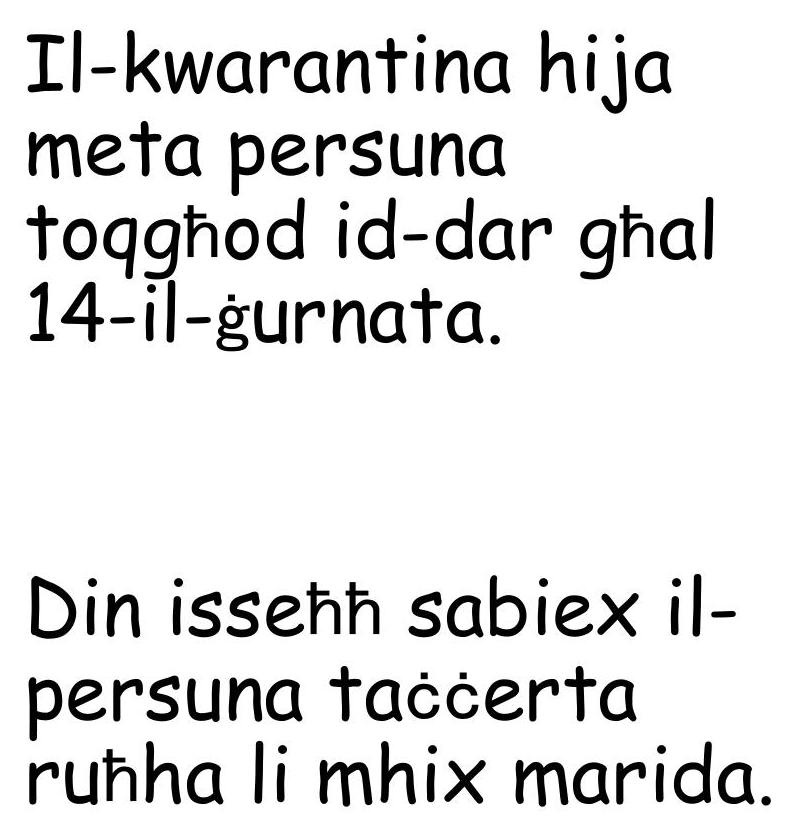 Il-kwarantina hija
meta persuna
toqgħod id-dar għal
14-il-ġurnata.
Din isseħħ sabiex il-
persuna taċċerta
ruħha li mhix marida.